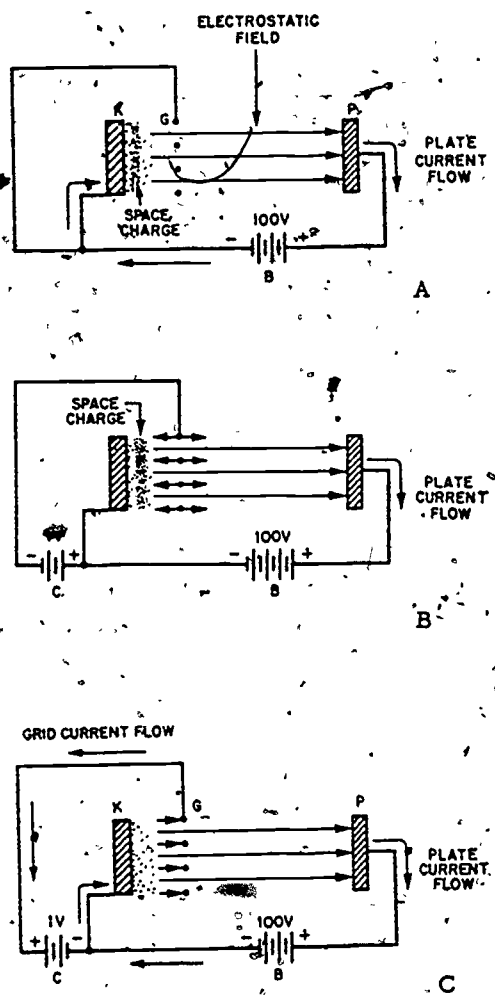 ELECTROSTATIC
FIELD
K
G
P
PLATE
CURRENT
FLOW
SPACE
CHARGE
100V
- +
B
A
SPACE
CHARGE
PLATE
CURRENT
FLOW
100V
- + - +
C
B
B
GRID CURRENT FLOW
K
G
P
PLATE
CURRENT
FLOW
1V
100V
+ - - +
C
B
C